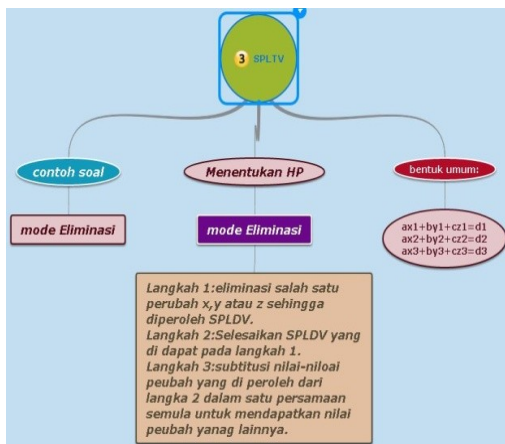 3 SPLTV
contoh soal
Menentukan HP
bentuk umum:
mode Eliminasi
mode Eliminasi
ax1+by1+cz1=d1
ax2+by2+cz2=d2
ax3+by3+cz3=d3
Langkah 1:eliminasi salah satu
perubah x,y atau z sehingga
diperoleh SPLDV.
Langkah 2:Selesaikan SPLDV yang
di dapat pada langkah 1.
Langkah 3:subtitusi nilai-niloai
peubah yang di peroleh dari
langka 2 dalam satu persamaan
semula untuk mendapatkan nilai
peubah yanag lainnya.